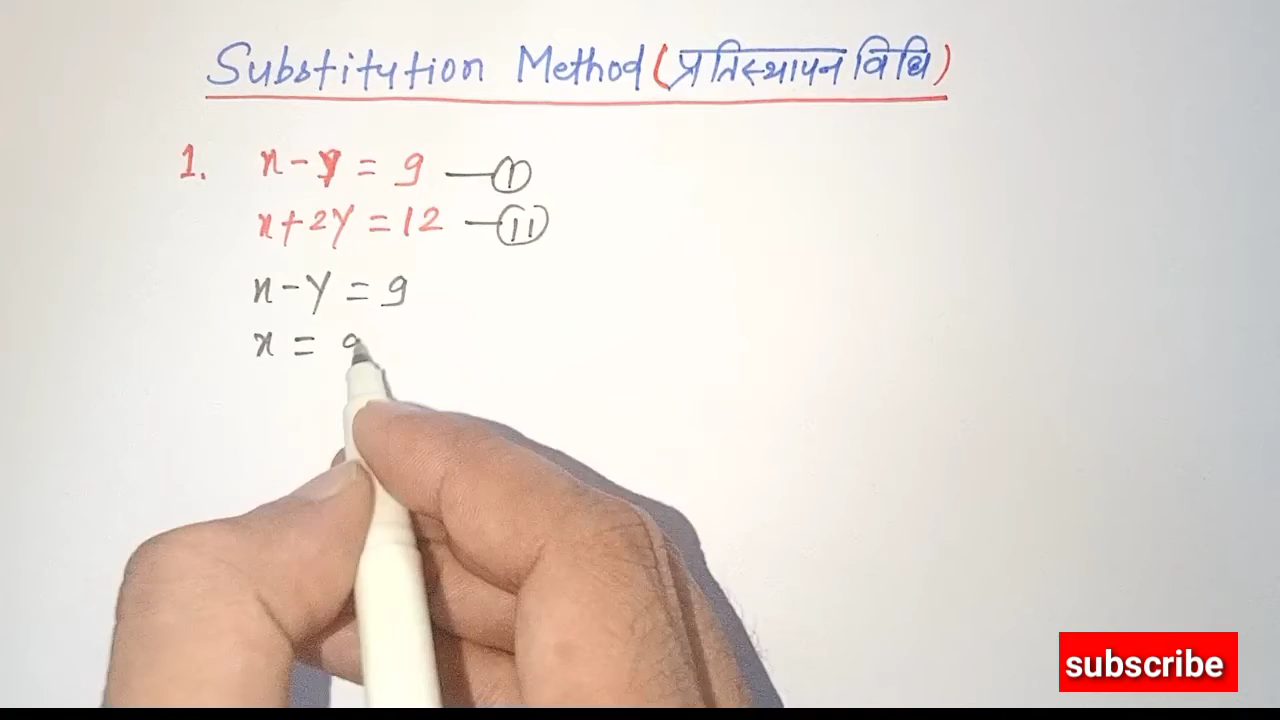 Substitution Method (प्रतिस्थापन विधि)
1. x - y = 9 — (I)
x + 2y = 12 — (II)
x - y = 9
x = 9
subscribe